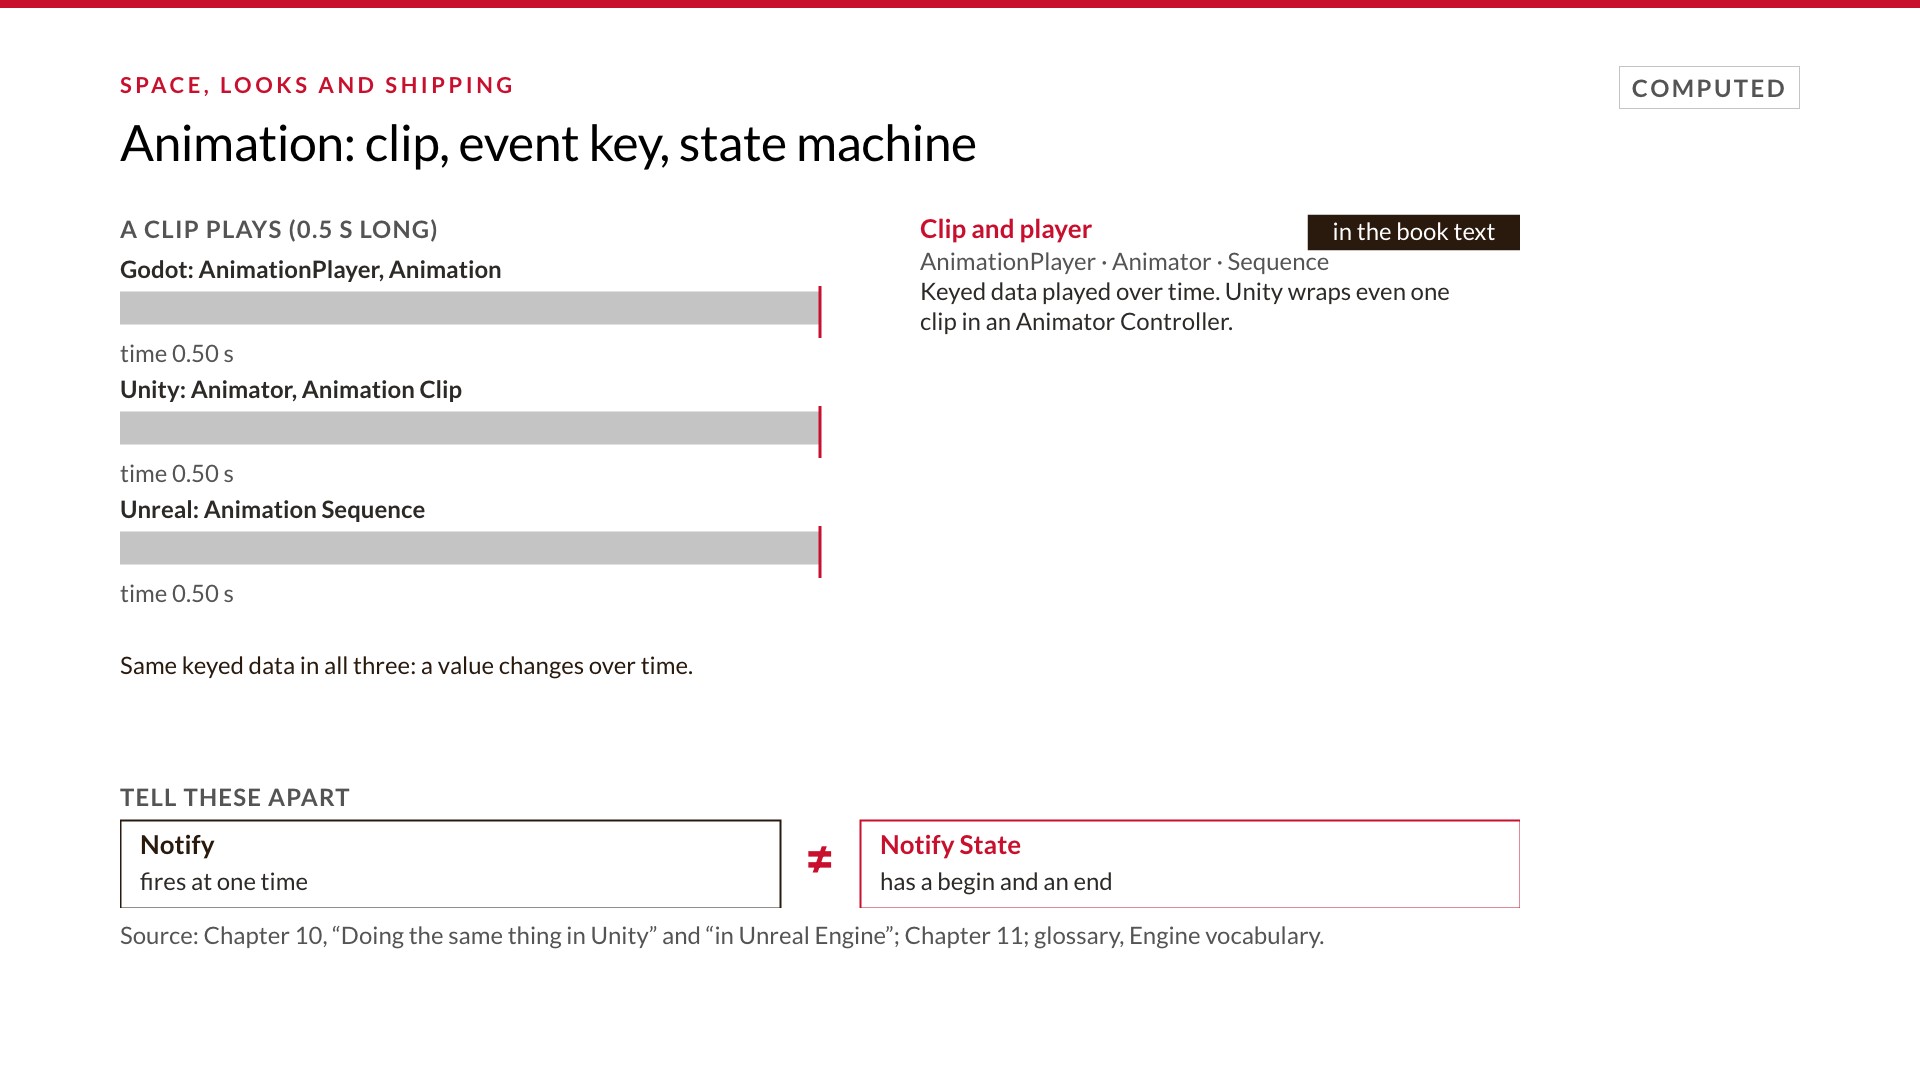 SPACE, LOOKS AND SHIPPING
COMPUTED
Animation: clip, event key, state machine
A CLIP PLAYS (0.5 S LONG)
Godot: AnimationPlayer, Animation
time 0.50 s
Unity: Animator, Animation Clip
time 0.50 s
Unreal: Animation Sequence
time 0.50 s
Same keyed data in all three: a value changes over time.
Clip and player
in the book text
AnimationPlayer · Animator · Sequence
Keyed data played over time. Unity wraps even one
clip in an Animator Controller.
TELL THESE APART
Notify
fires at one time
≠
Notify State
has a begin and an end
Source: Chapter 10, “Doing the same thing in Unity” and “in Unreal Engine”; Chapter 11; glossary, Engine vocabulary.